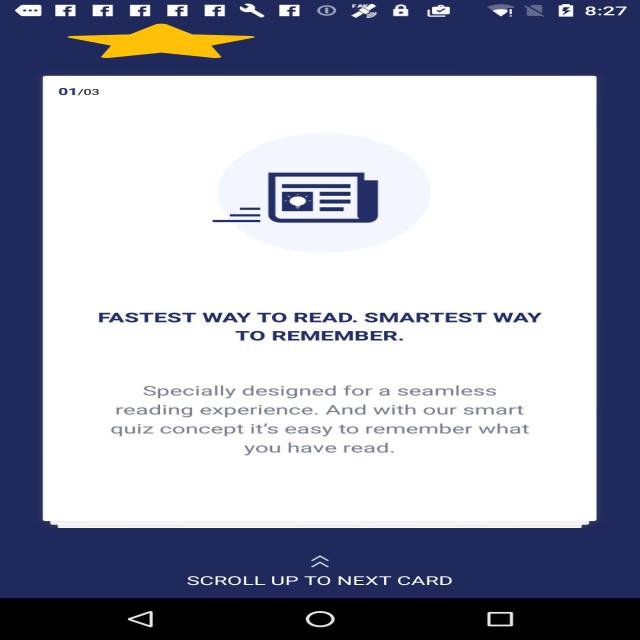 FAKE
8:27
01/03
FASTEST WAY TO READ. SMARTEST WAY
TO REMEMBER.
Specially designed for a seamless
reading experience. And with our smart
quiz concept it's easy to remember what
you have read.
SCROLL UP TO NEXT CARD